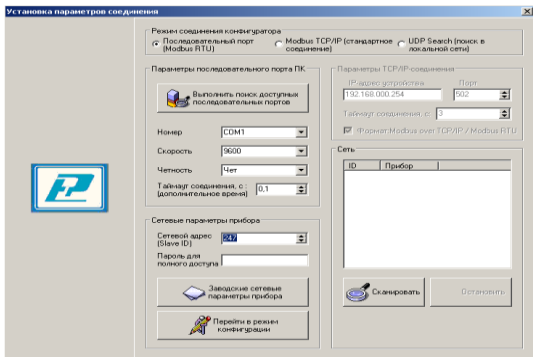 Установка параметров соединения
Режим соединения конфигуратора
Последовательный порт (Modbus RTU)
Modbus TCP/IP (стандартное соединение)
UDP Search (поиск в локальной сети)
Параметры последовательного порта ПК
Выполнить поиск доступных последовательных портов
Номер
COM1
Скорость
9600
Четность
Чет
Таймаут соединения, с :
(дополнительное время)
0,1
Сетевые параметры прибора
Сетевой адрес
(Slave ID)
247
Пароль для
полного доступа
Заводские сетевые
параметры прибора
Перейти в режим
конфигурации
Параметры TCP/IP-соединения
IP-адрес устройства
Порт
192.168.000.254
502
Таймаут соединения, с:
3
Формат:Modbus over TCP/IP / Modbus RTU
Сеть
ID
Прибор
Сканировать
Остановить